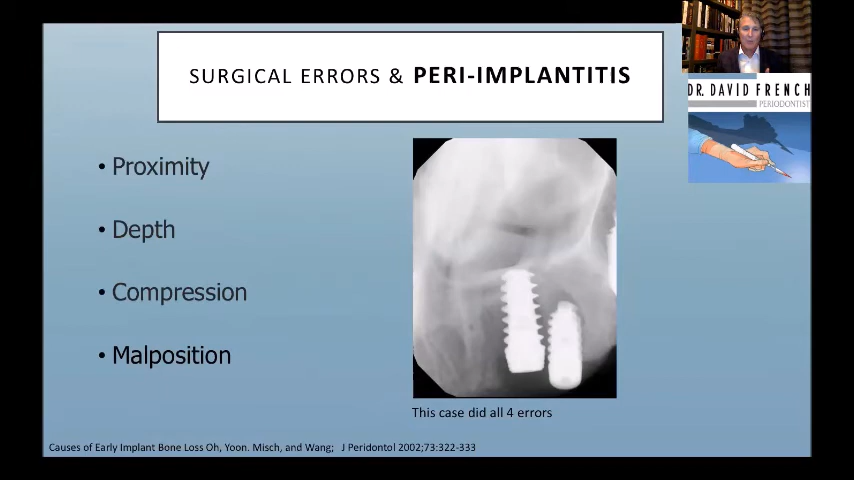 SURGICAL ERRORS & PERI-IMPLANTITIS
DR. DAVID FRENCH
PERIODONTIST
• Proximity
• Depth
• Compression
• Malposition
This case did all 4 errors
Causes of Early Implant Bone Loss Oh, Yoon. Misch, and Wang; J Peridontol 2002;73:322-333